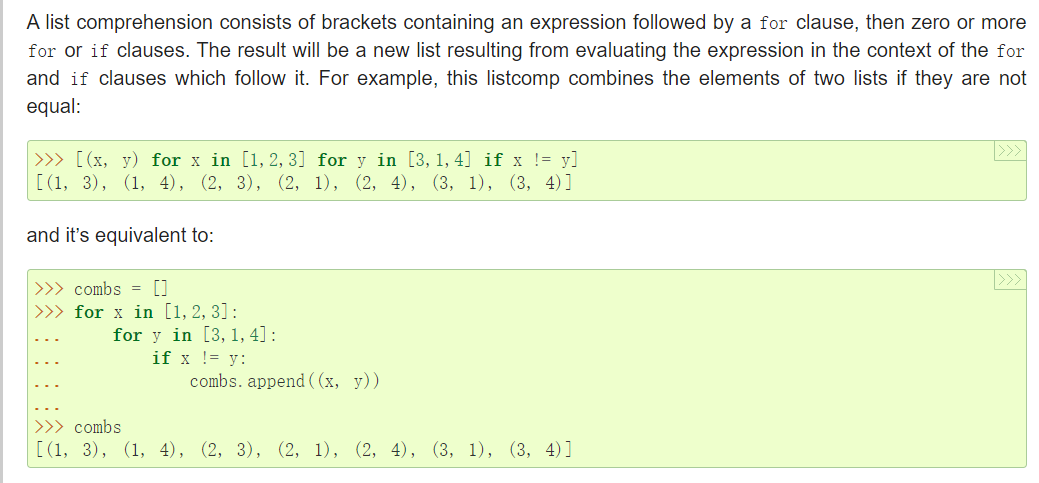 A list comprehension consists of brackets containing an expression followed by a for clause, then zero or more
for or if clauses. The result will be a new list resulting from evaluating the expression in the context of the for
and if clauses which follow it. For example, this listcomp combines the elements of two lists if they are not
equal:
>>>
>>> [(x, y) for x in [1,2,3] for y in [3,1,4] if x != y]
[(1, 3), (1, 4), (2, 3), (2, 1), (2, 4), (3, 1), (3, 4)]
and it’s equivalent to:
>>>
>>> combs = []
>>> for x in [1,2,3]:
...     for y in [3,1,4]:
...         if x != y:
...             combs.append((x, y))
...
>>> combs
[(1, 3), (1, 4), (2, 3), (2, 1), (2, 4), (3, 1), (3, 4)]